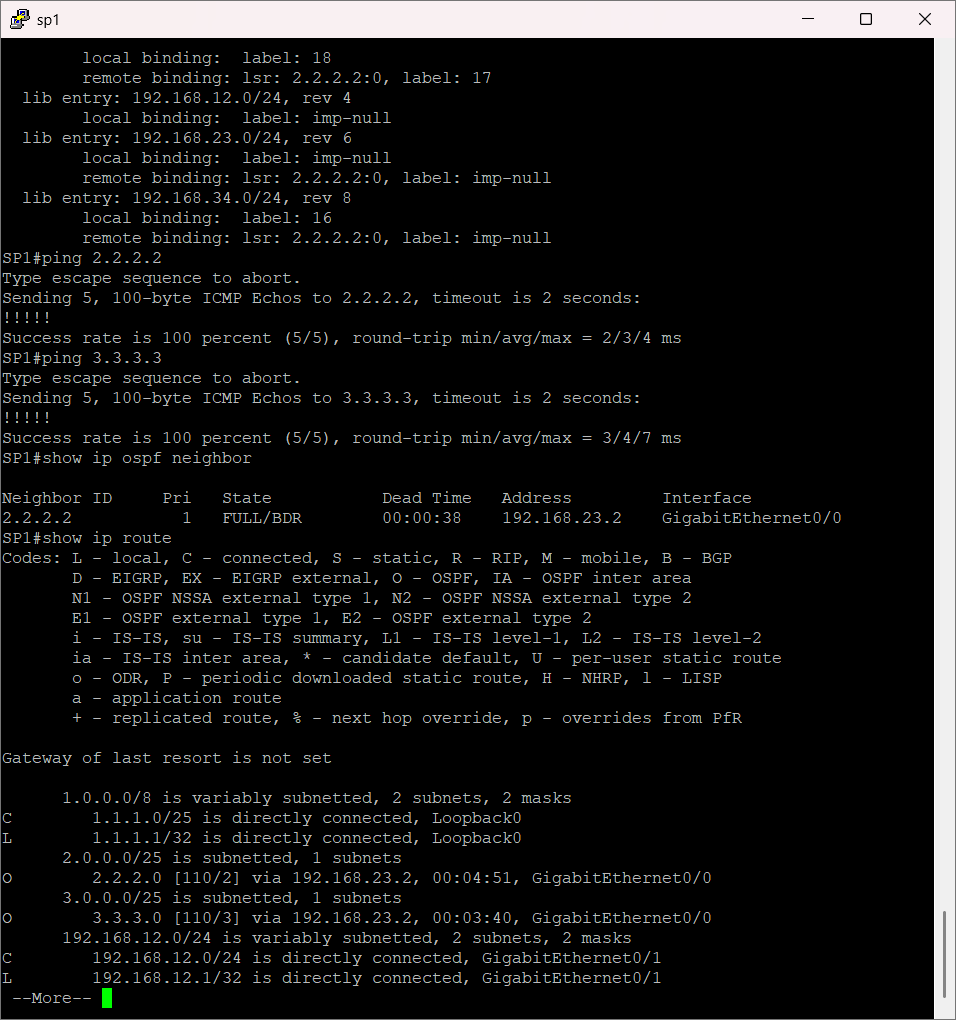 sp1
local binding:  label: 18
remote binding: lsr: 2.2.2.2:0, label: 17
lib entry: 192.168.12.0/24, rev 4
local binding:  label: imp-null
lib entry: 192.168.23.0/24, rev 6
local binding:  label: imp-null
remote binding: lsr: 2.2.2.2:0, label: imp-null
lib entry: 192.168.34.0/24, rev 8
local binding:  label: 16
remote binding: lsr: 2.2.2.2:0, label: imp-null
SP1#ping 2.2.2.2
Type escape sequence to abort.
Sending 5, 100-byte ICMP Echos to 2.2.2.2, timeout is 2 seconds:
!!!!!
Success rate is 100 percent (5/5), round-trip min/avg/max = 2/3/4 ms
SP1#ping 3.3.3.3
Type escape sequence to abort.
Sending 5, 100-byte ICMP Echos to 3.3.3.3, timeout is 2 seconds:
!!!!!
Success rate is 100 percent (5/5), round-trip min/avg/max = 3/4/7 ms
SP1#show ip ospf neighbor
Neighbor ID     Pri   State           Dead Time   Address         Interface
2.2.2.2           1   FULL/BDR        00:00:38    192.168.23.2    GigabitEthernet0/0
SP1#show ip route
Codes: L - local, C - connected, S - static, R - RIP, M - mobile, B - BGP
D - EIGRP, EX - EIGRP external, O - OSPF, IA - OSPF inter area
N1 - OSPF NSSA external type 1, N2 - OSPF NSSA external type 2
E1 - OSPF external type 1, E2 - OSPF external type 2
i - IS-IS, su - IS-IS summary, L1 - IS-IS level-1, L2 - IS-IS level-2
ia - IS-IS inter area, * - candidate default, U - per-user static route
o - ODR, P - periodic downloaded static route, H - NHRP, l - LISP
a - application route
+ - replicated route, % - next hop override, p - overrides from PfR
Gateway of last resort is not set
1.0.0.0/8 is variably subnetted, 2 subnets, 2 masks
C        1.1.1.0/25 is directly connected, Loopback0
L        1.1.1.1/32 is directly connected, Loopback0
2.0.0.0/25 is subnetted, 1 subnets
O        2.2.2.0 [110/2] via 192.168.23.2, 00:04:51, GigabitEthernet0/0
3.0.0.0/25 is subnetted, 1 subnets
O        3.3.3.0 [110/3] via 192.168.23.2, 00:03:40, GigabitEthernet0/0
192.168.12.0/24 is variably subnetted, 2 subnets, 2 masks
C        192.168.12.0/24 is directly connected, GigabitEthernet0/1
L        192.168.12.1/32 is directly connected, GigabitEthernet0/1
--More--